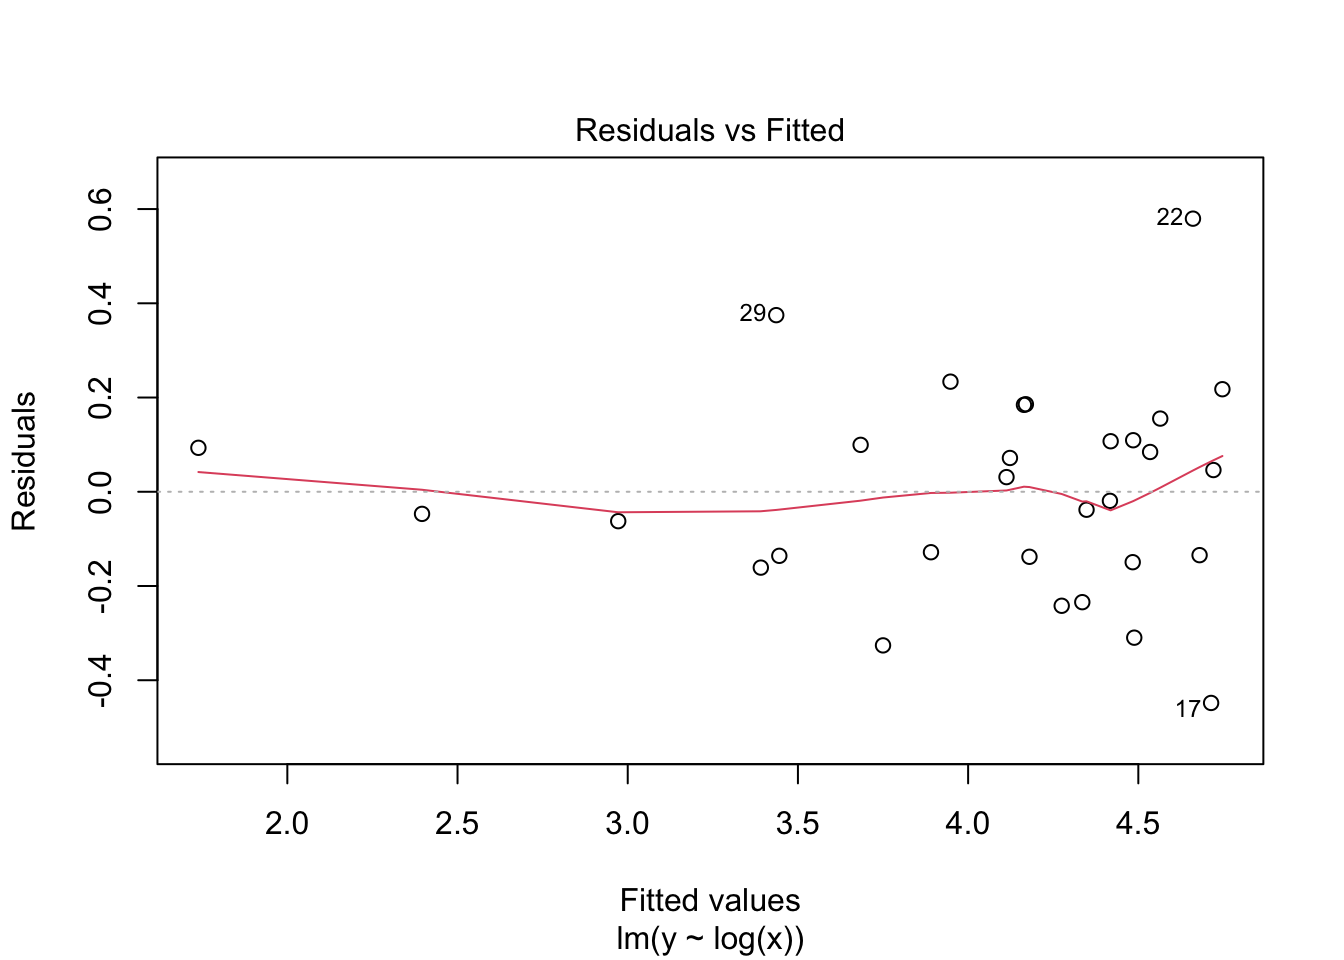 Residuals vs Fitted
Residuals
0.6
0.4
0.2
0.0
-0.2
-0.4
22
29
17
2.0 2.5 3.0 3.5 4.0 4.5
Fitted values
lm(y ~ log(x))